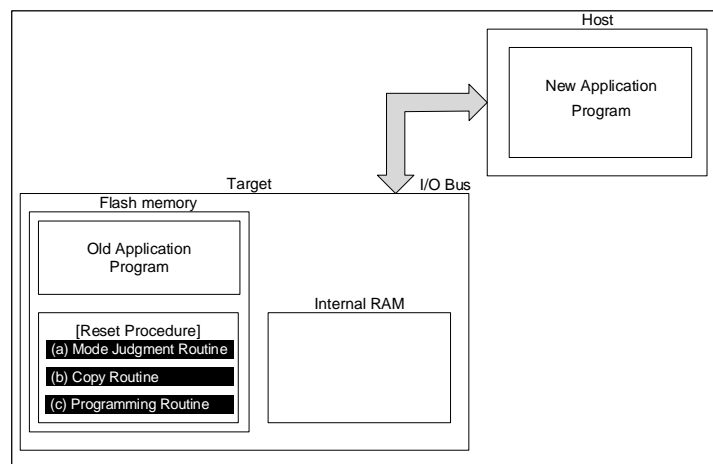 Host
New Application
Program
Target
I/O Bus
Flash memory
Old Application
Program
Internal RAM
[Reset Procedure]
(a) Mode Judgment Routine
(b) Copy Routine
(c) Programming Routine